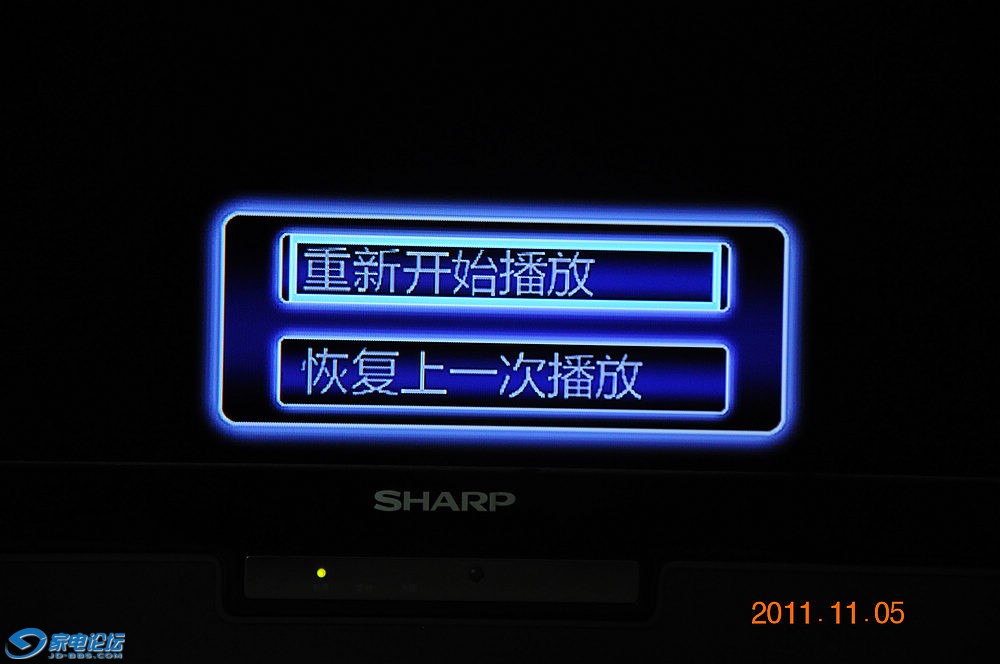 重新开始播放
恢复上一次播放
SHARP
2011.11.05
家电论坛
JD-BBS.COM